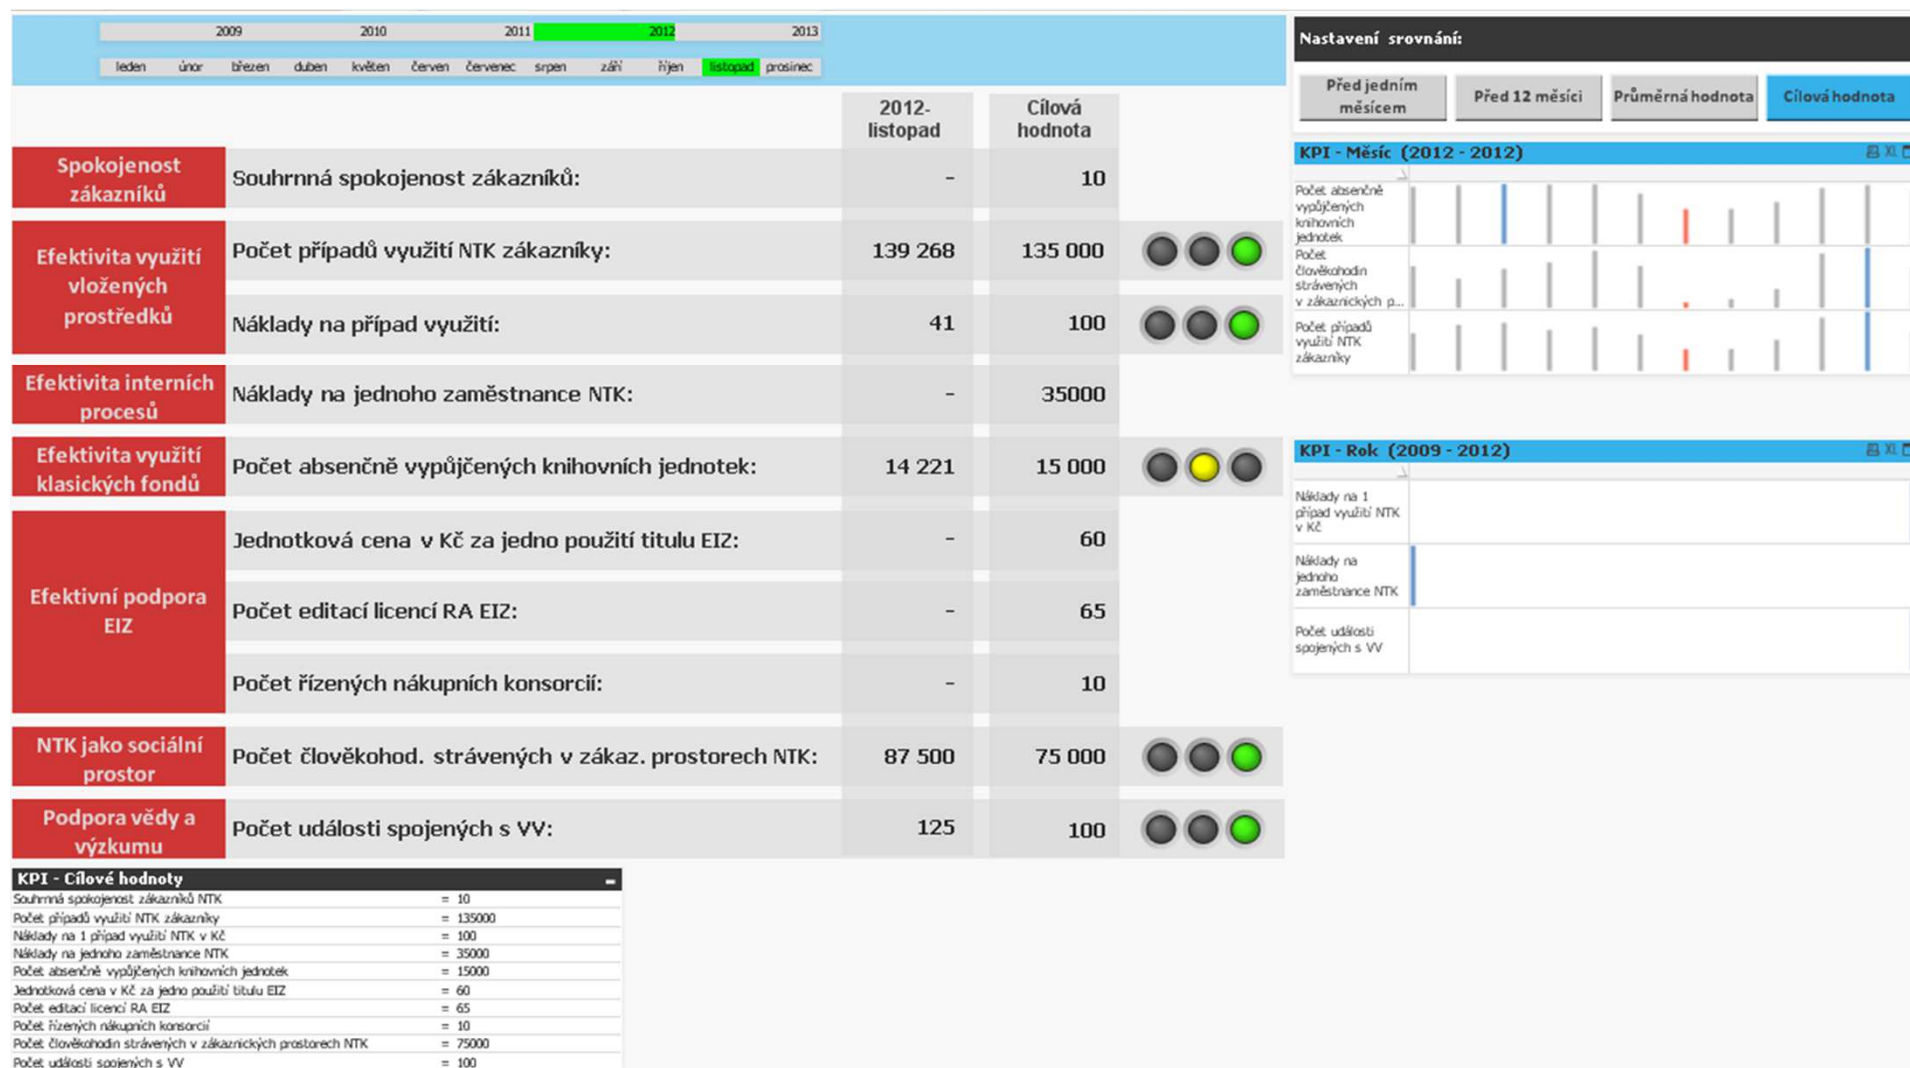 2009 2010 2011 2012 2013
leden únor březen duben květen červen červenec srpen září říjen listopad prosinec
2012-
listopad
Cílová
hodnota
Spokojenost
zákazníků
Souhrnná spokojenost zákazníků: - 10
Efektivita využití
vložených
prostředků
Počet případů využití NTK zákazníky: 139 268 135 000
Náklady na případ využití: 41 100
Efektivita interních
procesů
Náklady na jednoho zaměstnance NTK: - 35000
Efektivita využití
klasických fondů
Počet absenčně vypůjčených knihovních jednotek: 14 221 15 000
Efektivní podpora
EIZ
Jednotková cena v Kč za jedno použití titulu EIZ: - 60
Počet editací licencí RA EIZ: - 65
Počet řízených nákupních konsorcií: - 10
NTK jako sociální
prostor
Počet člověkohod. strávených v zákaz. prostorech NTK: 87 500 75 000
Podpora vědy a
výzkumu
Počet události spojených s VV: 125 100
KPI - Cílové hodnoty
Souhrnná spokojenost zákazníků NTK = 10
Počet případů využití NTK zákazníky = 135000
Náklady na 1 případ využití NTK v Kč = 100
Náklady na jednoho zaměstnance NTK = 35000
Počet absenčně vypůjčených knihovních jednotek = 15000
Jednotková cena v Kč za jedno použití titulu EIZ = 60
Počet editací licencí RA EIZ = 65
Počet řízených nákupních konsorcií = 10
Počet člověkohodin strávených v zákaznických prostorech NTK = 75000
Počet události spojených s VV = 100
Nastavení srovnání:
Před jedním
měsícem
Před 12 měsíci
Průměrná hodnota
Cílová hodnota
KPI - Měsíc (2012 - 2012)
XL
Počet absenčně
vypůjčených
knihovních
jednotek
Počet
člověkohodin
strávených
v zákaznických p...
Počet případů
využití NTK
zákazníky
KPI - Rok (2009 - 2012)
XL
Náklady na 1
případ využití NTK
v Kč
Náklady na
jednoho
zaměstnance NTK
Počet události
spojených s VV